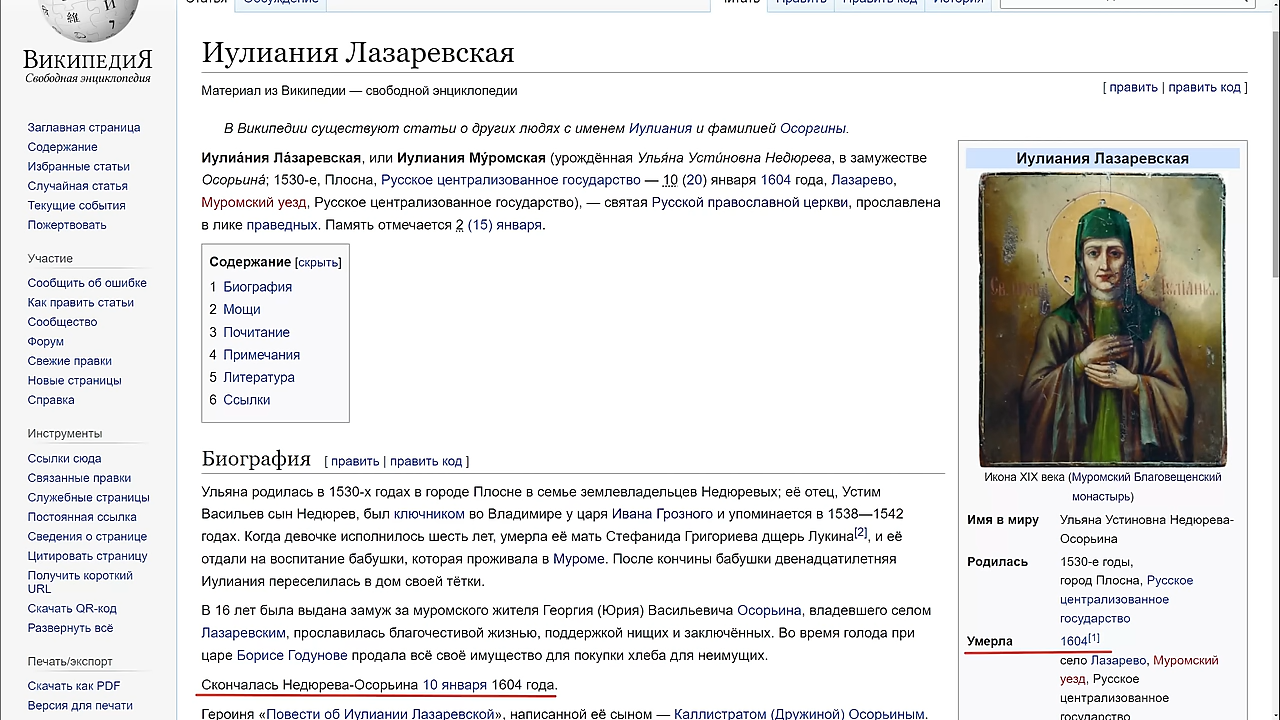 Статья Обсуждение Читать Править Править код История
ВикипедиЯ
Свободная энциклопедия
Заглавная страница
Содержание
Избранные статьи
Случайная статья
Текущие события
Пожертвовать
Участие
Сообщить об ошибке
Как править статьи
Сообщество
Форум
Свежие правки
Новые страницы
Справка
Инструменты
Ссылки сюда
Связанные правки
Служебные страницы
Постоянная ссылка
Сведения о странице
Цитировать страницу
Получить короткий
URL
Скачать QR-код
Развернуть всё
Печать/экспорт
Скачать как PDF
Версия для печати
Иулиания Лазаревская
Материал из Википедии — свободной энциклопедии
[ править | править код ]
В Википедии существуют статьи о других людях с именем Иулиания и фамилией Осоргины.
Иулиа́ния Ла́заревская, или Иулиания Му́ромская (урождённая Улья́на Усти́новна Недюрева, в замужестве
Осорьина́; 1530-е, Плосна, Русское централизованное государство — 10 (20) января 1604 года, Лазарево,
Муромский уезд, Русское централизованное государство), — святая Русской православной церкви, прославлена
в лике праведных. Память отмечается 2 (15) января.
Содержание [скрыть]
1 Биография
2 Мощи
3 Почитание
4 Примечания
5 Литература
6 Ссылки
Биография [ править | править код ]
Ульяна родилась в 1530-х годах в городе Плосне в семье землевладельцев Недюревых; её отец, Устим
Васильев сын Недюрев, был ключником во Владимире у царя Ивана Грозного и упоминается в 1538—1542
годах. Когда девочке исполнилось шесть лет, умерла её мать Стефанида Григориева дщерь Лукина[2], и её
отдали на воспитание бабушки, которая проживала в Муроме. После кончины бабушки двенадцатилетняя
Иулиания переселилась в дом своей тётки.
В 16 лет была выдана замуж за муромского жителя Георгия (Юрия) Васильевича Осорьина, владевшего селом
Лазаревским, прославилась благочестивой жизнью, поддержкой нищих и заключённых. Во время голода при
царе Борисе Годунове продала всё своё имущество для покупки хлеба для неимущих.
Скончалась Недюрева-Осорьина 10 января 1604 года.
Героиня «Повести об Иулиании Лазаревской», написанной её сыном — Каллистратом (Дружиной) Осорьиным.
Иулиания Лазаревская
Икона XIX века (Муромский Благовещенский
монастырь)
Имя в миру Ульяна Устиновна Недюрева-
Осорьина
Родилась 1530-е годы,
город Плосна, Русское
централизованное
государство
Умерла 1604[1]
село Лазарево, Муромский
уезд, Русское
централизованное
государство